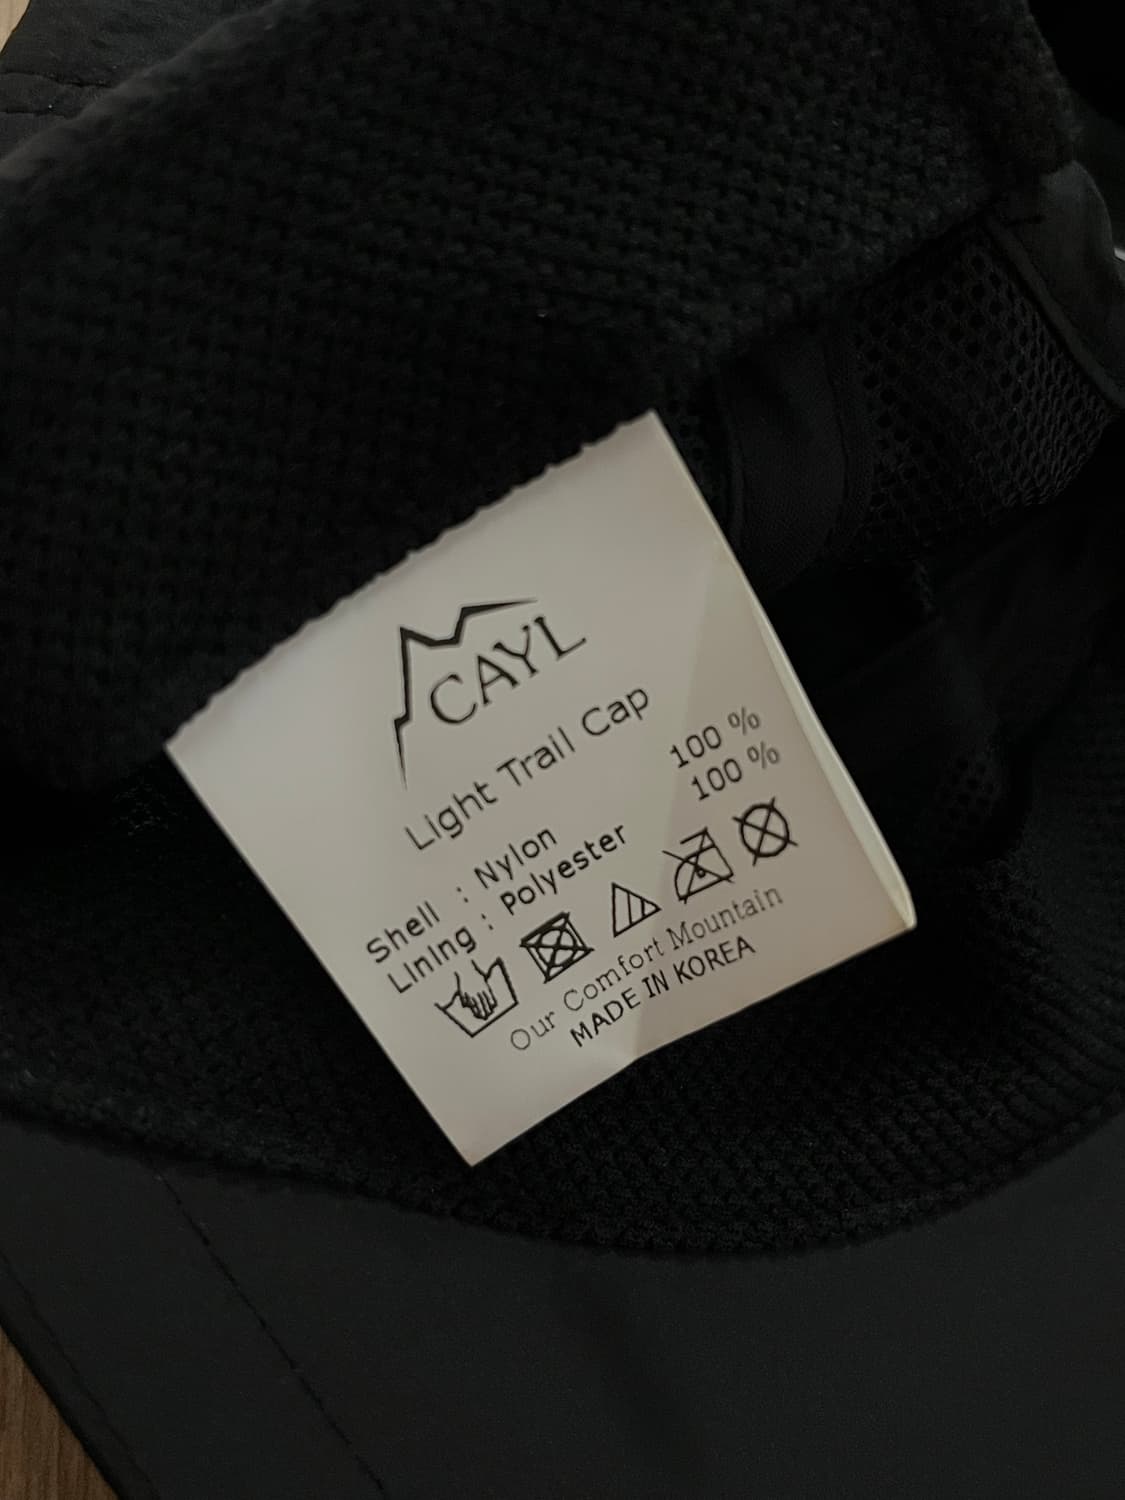 CAYL
Light Trail Cap
Shell : Nylon 100 %
Lining : Polyester 100 %
Our Comfort Mountain
MADE IN KOREA